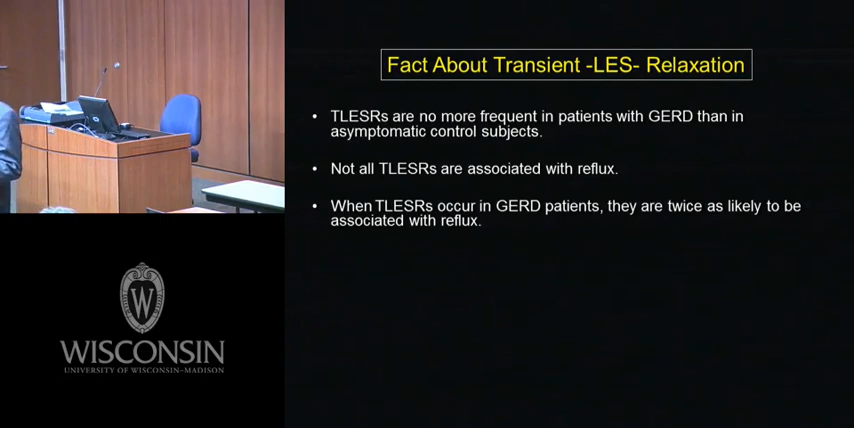 Fact About Transient -LES- Relaxation
• TLESRs are no more frequent in patients with GERD than in
asymptomatic control subjects.
• Not all TLESRs are associated with reflux.
• When TLESRs occur in GERD patients, they are twice as likely to be
associated with reflux.
W
WISCONSIN
UNIVERSITY OF WISCONSIN–MADISON